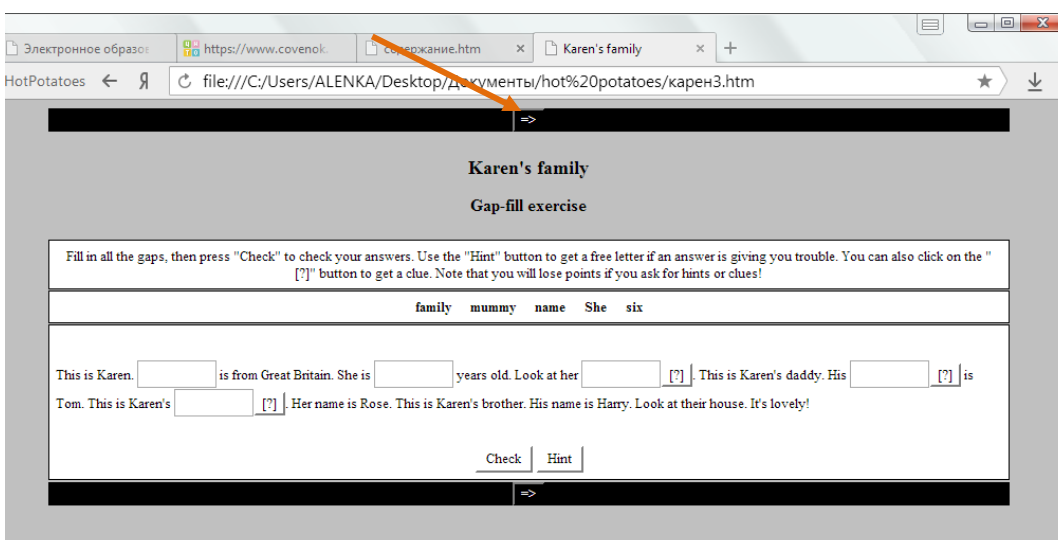 Электронное образов https://www.covenok. содержание.htm × Karen's family × +
HotPotatoes ← Я file:///C:/Users/ALENKA/Desktop/Документы/hot%20potatoes/карен3.htm
=>
Karen's family
Gap-fill exercise
Fill in all the gaps, then press "Check" to check your answers. Use the "Hint" button to get a free letter if an answer is giving you trouble. You can also click on the "
[?]" button to get a clue. Note that you will lose points if you ask for hints or clues!
family mummy name She six
This is Karen. is from Great Britain. She is years old. Look at her [?] . This is Karen's daddy. His [?] is
Tom. This is Karen's [?] . Her name is Rose. This is Karen's brother. His name is Harry. Look at their house. It's lovely!
Check Hint
=>